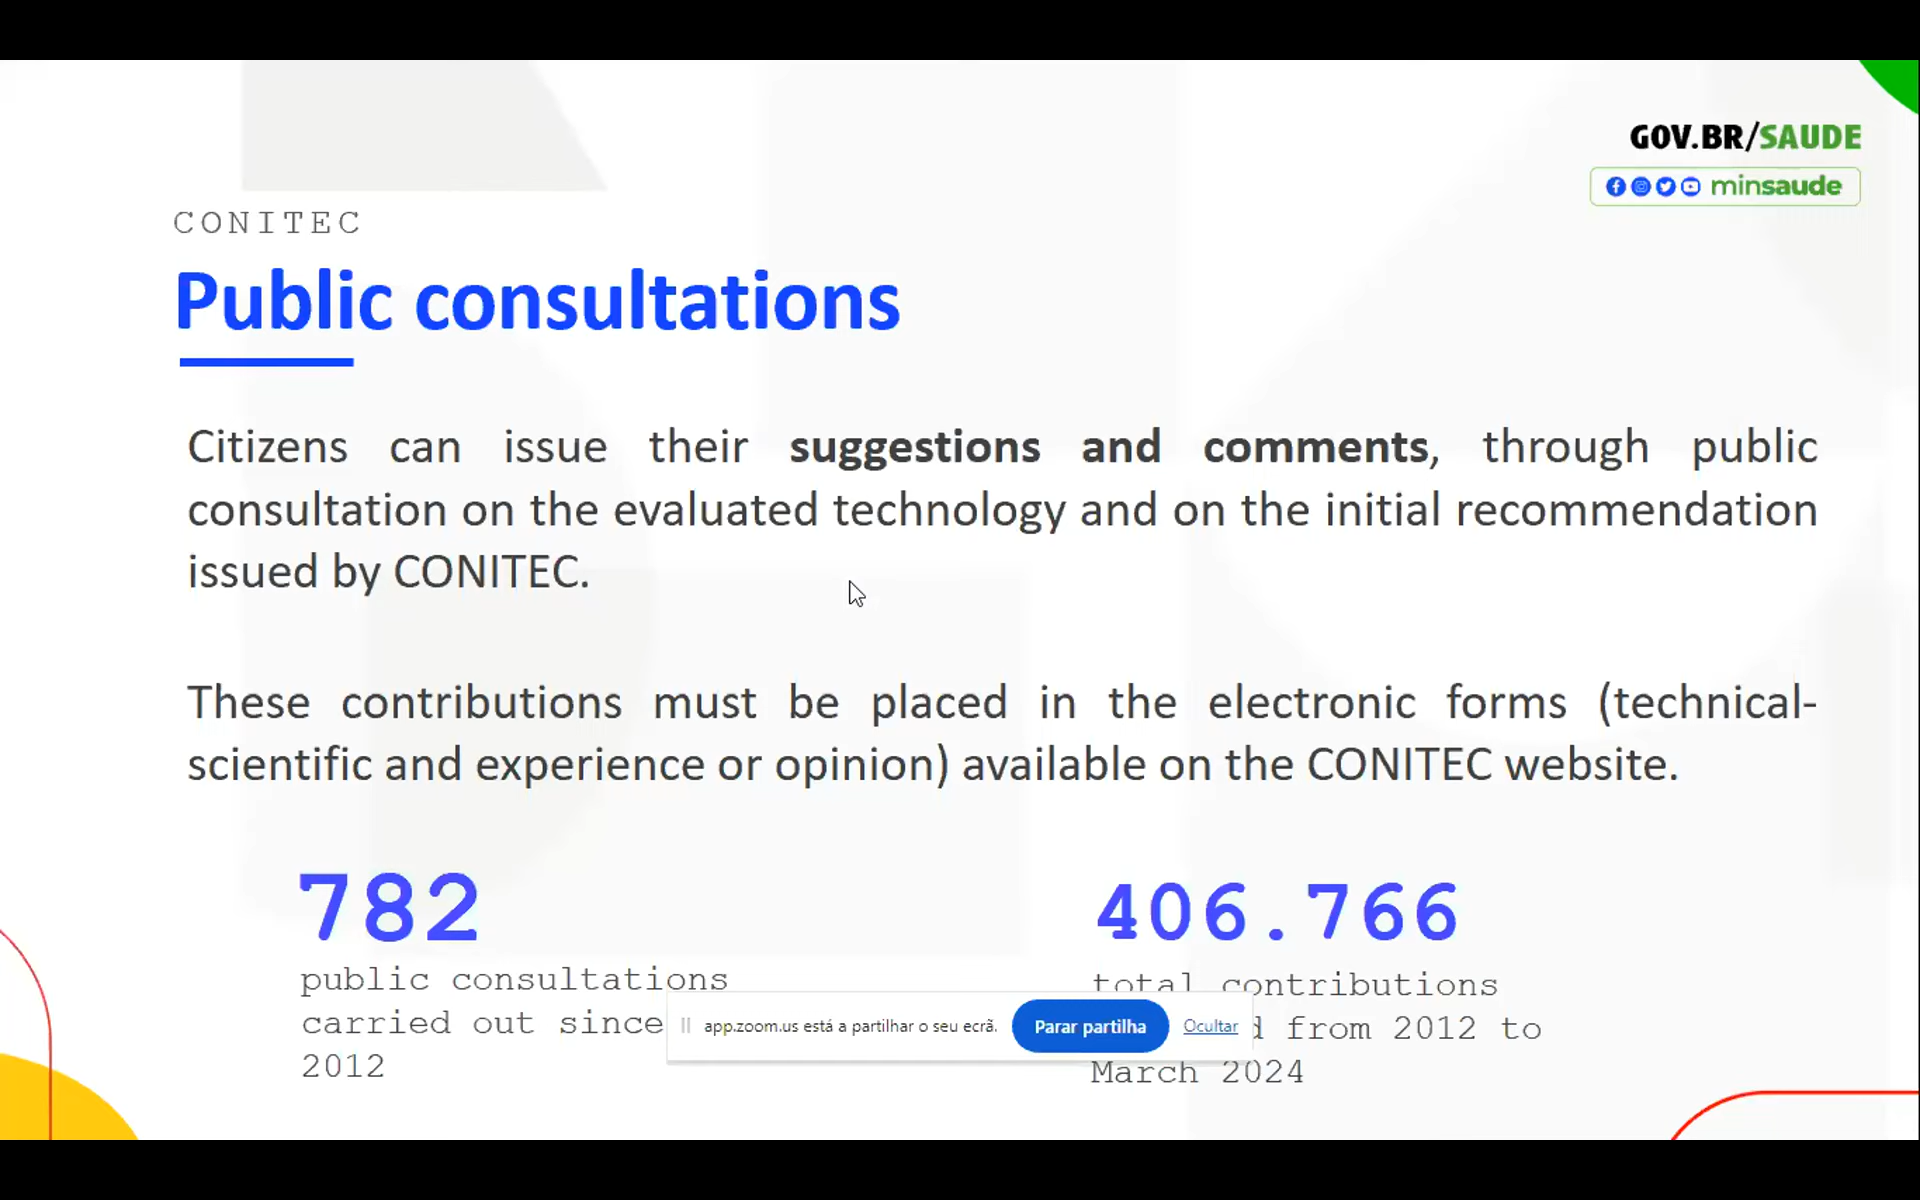 GOV.BR/SAUDE
minsaude
CONITEC
Public consultations
Citizens can issue their suggestions and comments, through public
consultation on the evaluated technology and on the initial recommendation
issued by CONITEC.
These contributions must be placed in the electronic forms (technical-
scientific and experience or opinion) available on the CONITEC website.
782
public consultations
carried out since
2012
406.766
total contributions
from 2012 to
March 2024
app.zoom.us está a partilhar o seu ecrã.
Parar partilha
Ocultar